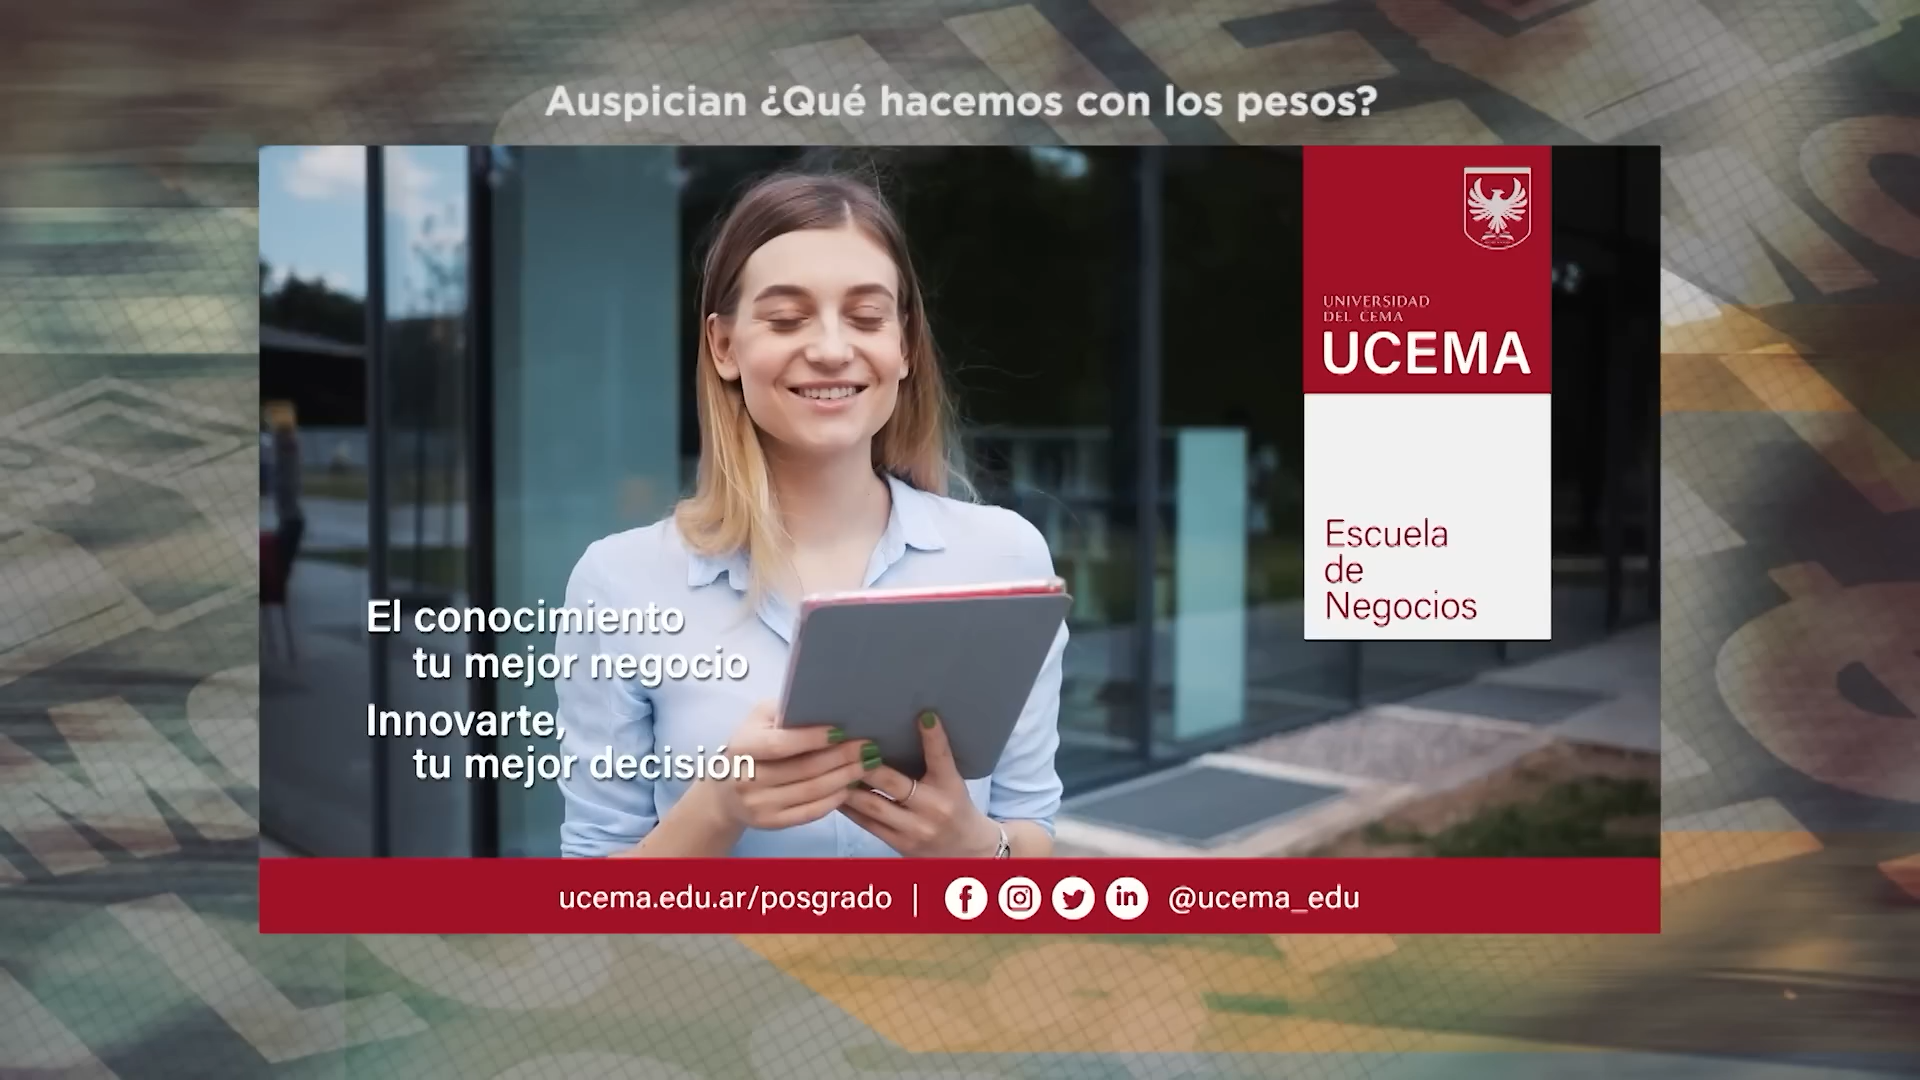 Auspician ¿Qué hacemos con los pesos?
UNIVERSIDAD
DEL CEMA
UCEMA
Escuela
de
Negocios
El conocimiento
tu mejor negocio
Innovarte,
tu mejor decisión
ucema.edu.ar/posgrado | @ucema_edu